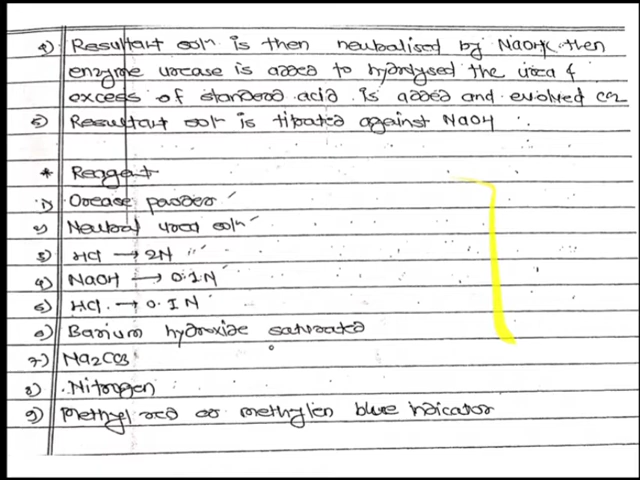 4) Resultant soln is then neutralised by NaOH, then
enzyme urease is added to hydrolysed the urea &
excess of standerd acid is added and evolved CO2
5) Resultant soln is titrated against NaOH
* Reagent
1) Urease powder
2) Neutral urea soln
3) HCl → 2N
4) NaOH → 0.1N
5) HCl → 0.1N
6) Barium hydroxide saturated
7) Na2CO3
8) Nitrogen
9) Methyl red or methylen blue indicator